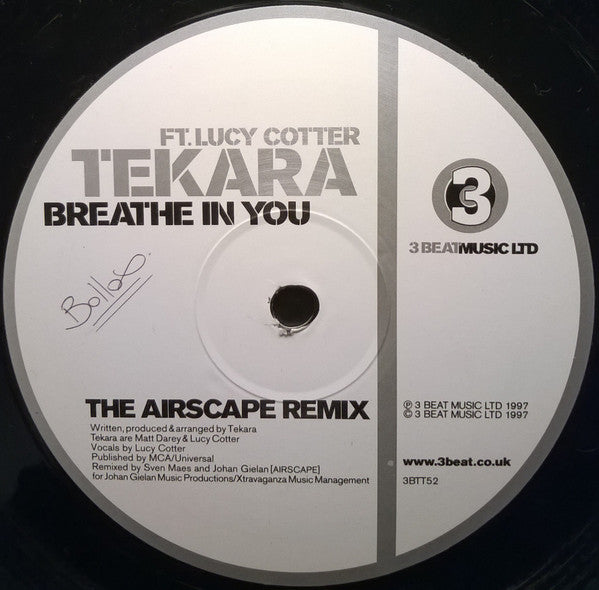 FT. LUCY COTTER
TEKARA
BREATHE IN YOU
3
3 BEATMUSIC LTD
THE AIRSCAPE REMIX
Written, produced & arranged by Tekara
Tekara are Matt Darey & Lucy Cotter
Vocals by Lucy Cotter
Published by MCA/Universal
Remixed by Sven Maes and Johan Gielan [AIRSCAPE]
for Johan Gielan Music Productions/Xtravaganza Music Management
℗ 3 BEAT MUSIC LTD 1997
© 3 BEAT MUSIC LTD 1997
www.3beat.co.uk
3BTT52